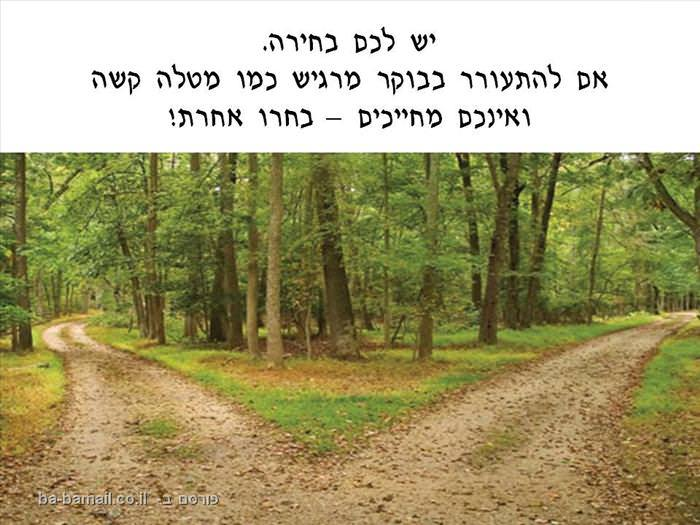 יש לכם בחירה.
אם להתעורר בבוקר מרגיש כמו מטלה קשה
ואינכם מחייכים – בחרו אחרת!
פורסם ב- ba-bamail.co.il